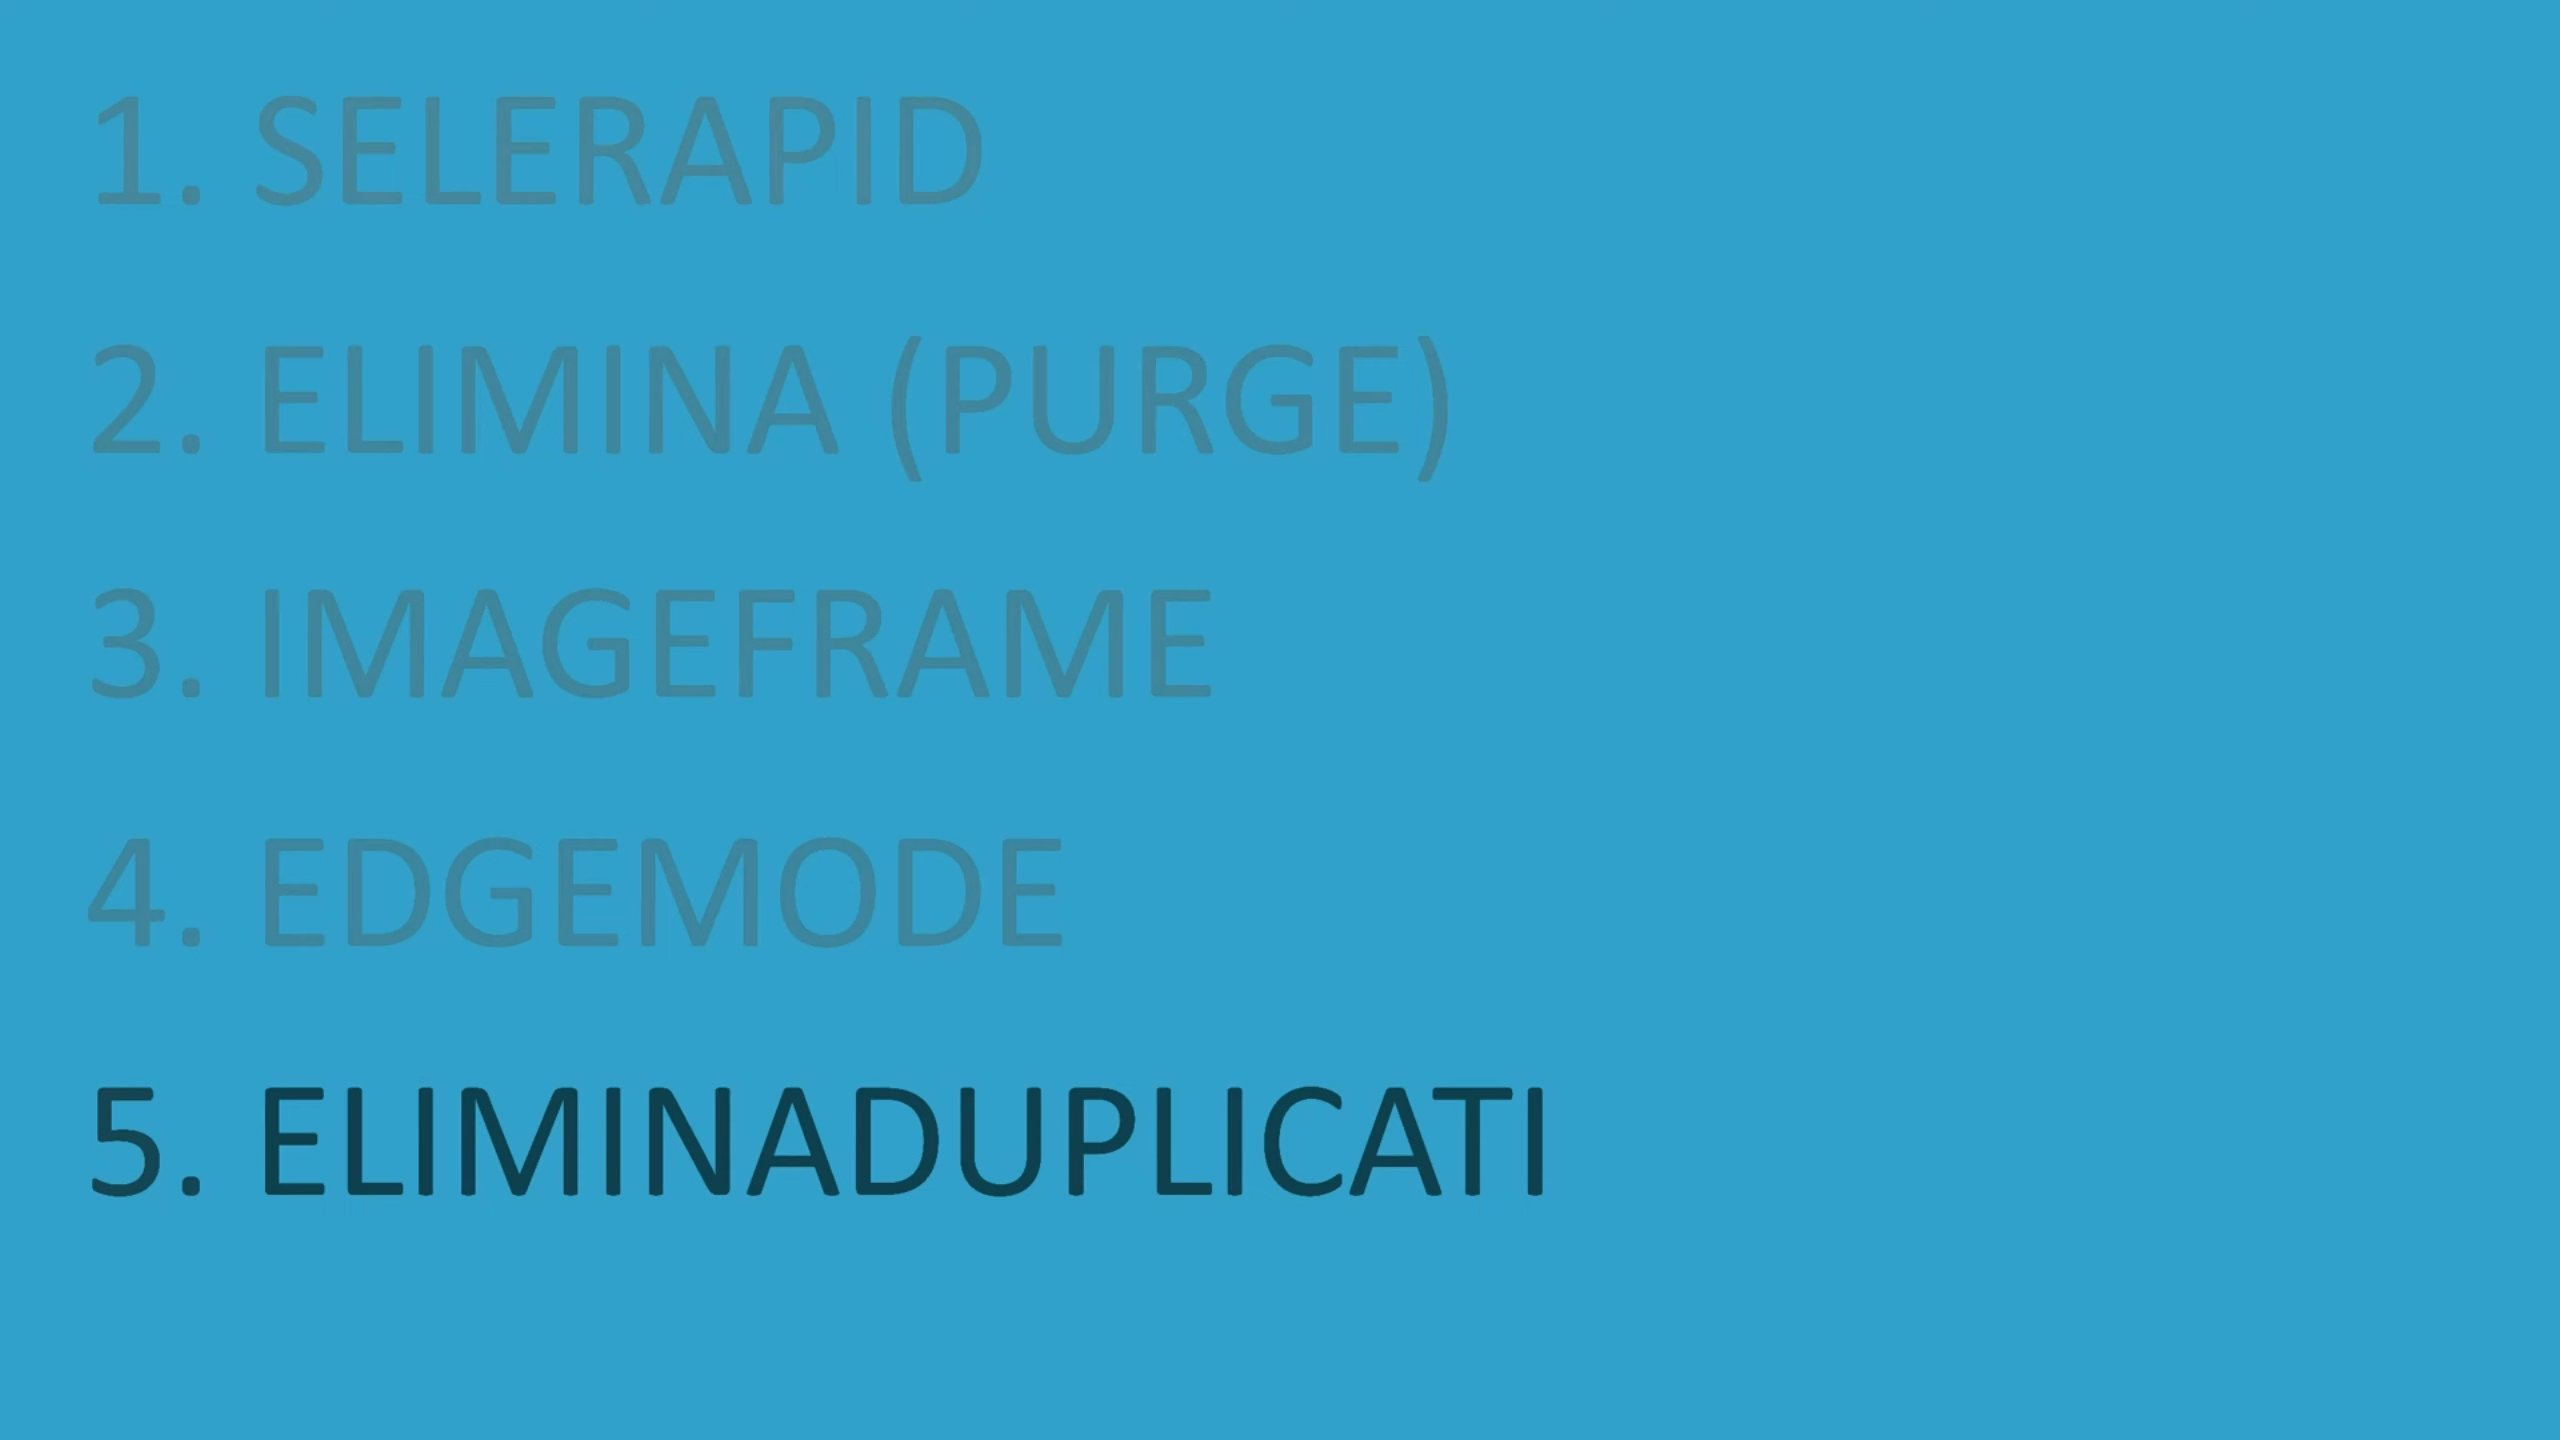 1. SELERAPID
2. ELIMINA (PURGE)
3. IMAGEFRAME
4. EDGEMODE
5. ELIMINADUPLICATI